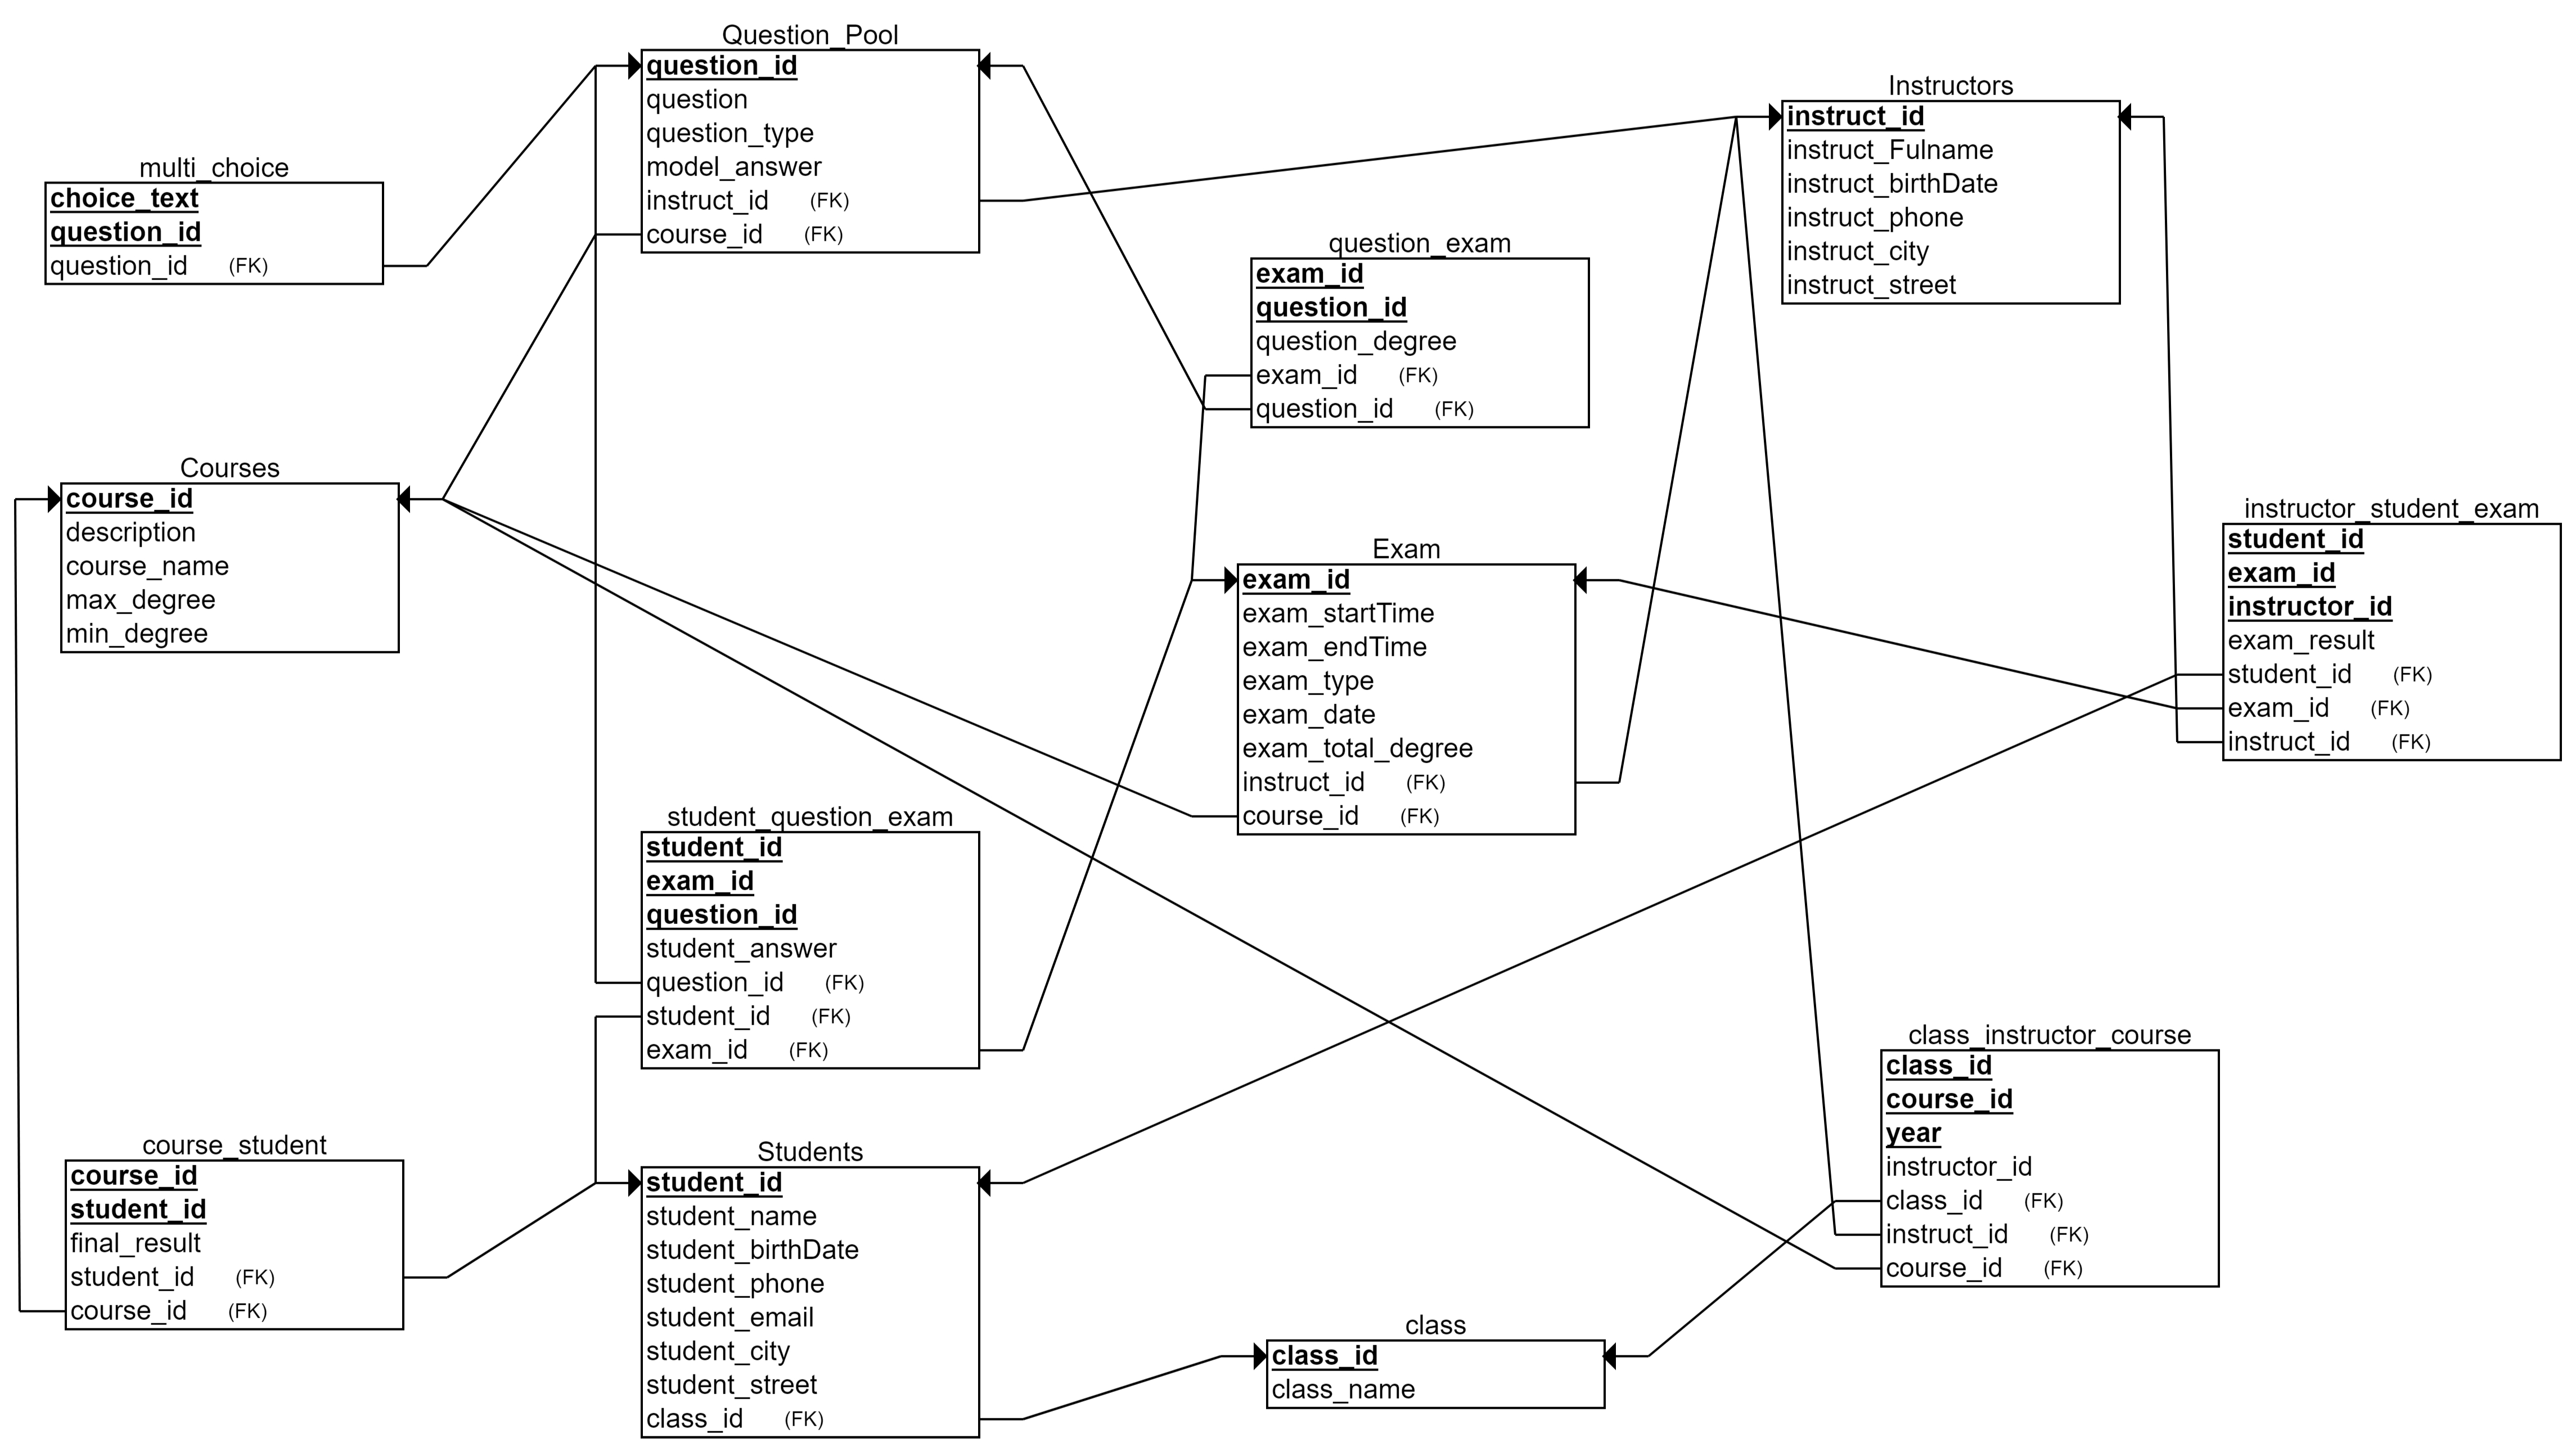 Question_Pool
question_id
question
question_type
model_answer
instruct_id (FK)
course_id (FK)
Instructors
instruct_id
instruct_Fulname
instruct_birthDate
instruct_phone
instruct_city
instruct_street
multi_choice
choice_text
question_id
question_id (FK)
question_exam
exam_id
question_id
question_degree
exam_id (FK)
question_id (FK)
Courses
course_id
description
course_name
max_degree
min_degree
instructor_student_exam
student_id
exam_id
instructor_id
exam_result
student_id (FK)
exam_id (FK)
instruct_id (FK)
Exam
exam_id
exam_startTime
exam_endTime
exam_type
exam_date
exam_total_degree
instruct_id (FK)
course_id (FK)
student_question_exam
student_id
exam_id
question_id
student_answer
question_id (FK)
student_id (FK)
exam_id (FK)
class_instructor_course
class_id
course_id
year
instructor_id
class_id (FK)
instruct_id (FK)
course_id (FK)
course_student
course_id
student_id
final_result
student_id (FK)
course_id (FK)
Students
student_id
student_name
student_birthDate
student_phone
student_email
student_city
student_street
class_id (FK)
class
class_id
class_name